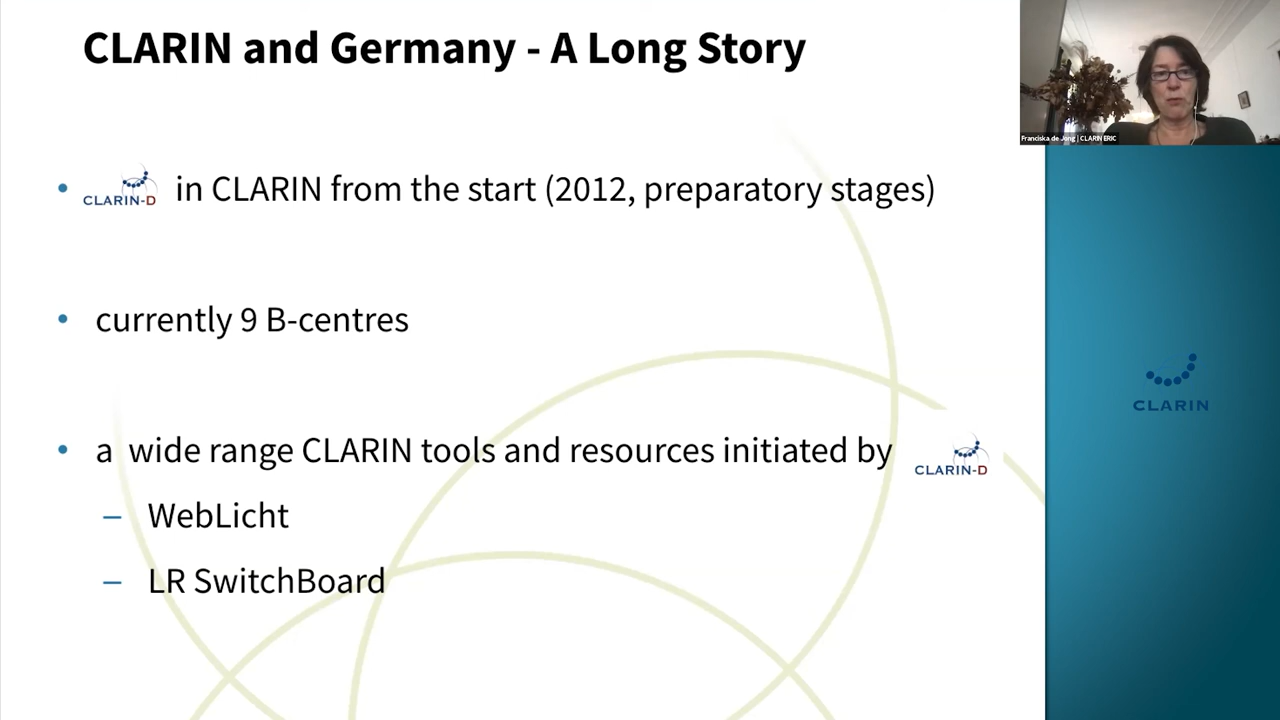 CLARIN and Germany - A Long Story
Franciska de Jong | CLARIN ERIC
• CLARIN-D in CLARIN from the start (2012, preparatory stages)
• currently 9 B-centres
• a wide range CLARIN tools and resources initiated by CLARIN-D
– WebLicht
– LR SwitchBoard
CLARIN